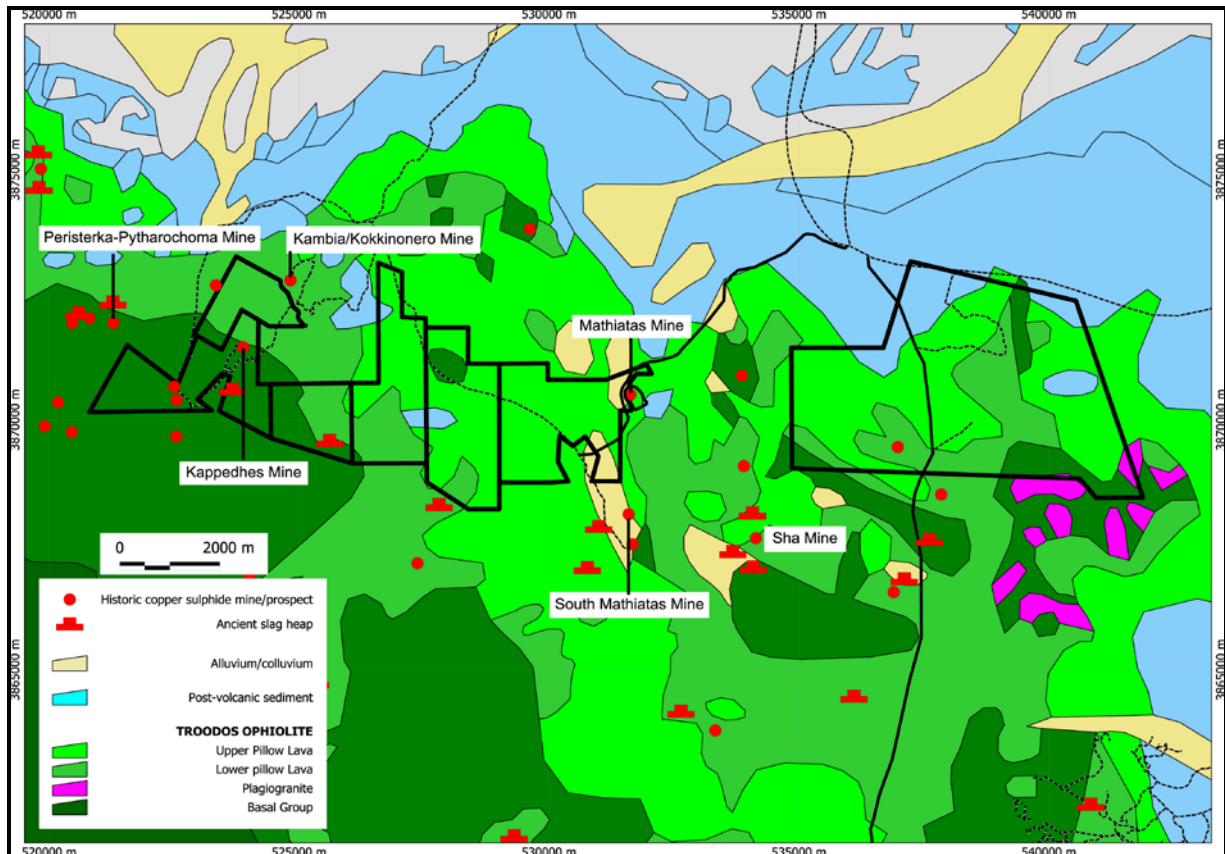 520000 m
525000 m
530000 m
535000 m
540000 m
3875000 m
3875000 m
Peristerka-Pytharochoma Mine
Kambia/Kokkinonero Mine
Mathiatas Mine
3870000 m
3870000 m
Kappedhes Mine
0 2000 m
Sha Mine
South Mathiatas Mine
Historic copper sulphide mine/prospect
Ancient slag heap
Alluvium/colluvium
Post-volcanic sediment
3865000 m
3865000 m
TROODOS OPHIOLITE
Upper Pillow Lava
Lower pillow Lava
Plagiogranite
Basal Group
520000 m
525000 m
530000 m
535000 m
540000 m